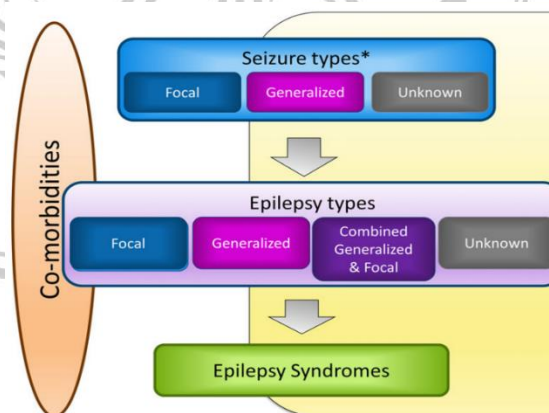 Seizure types*
Focal
Generalized
Unknown
Co-morbidities
Epilepsy types
Focal
Generalized
Combined
Generalized
& Focal
Unknown
Epilepsy Syndromes